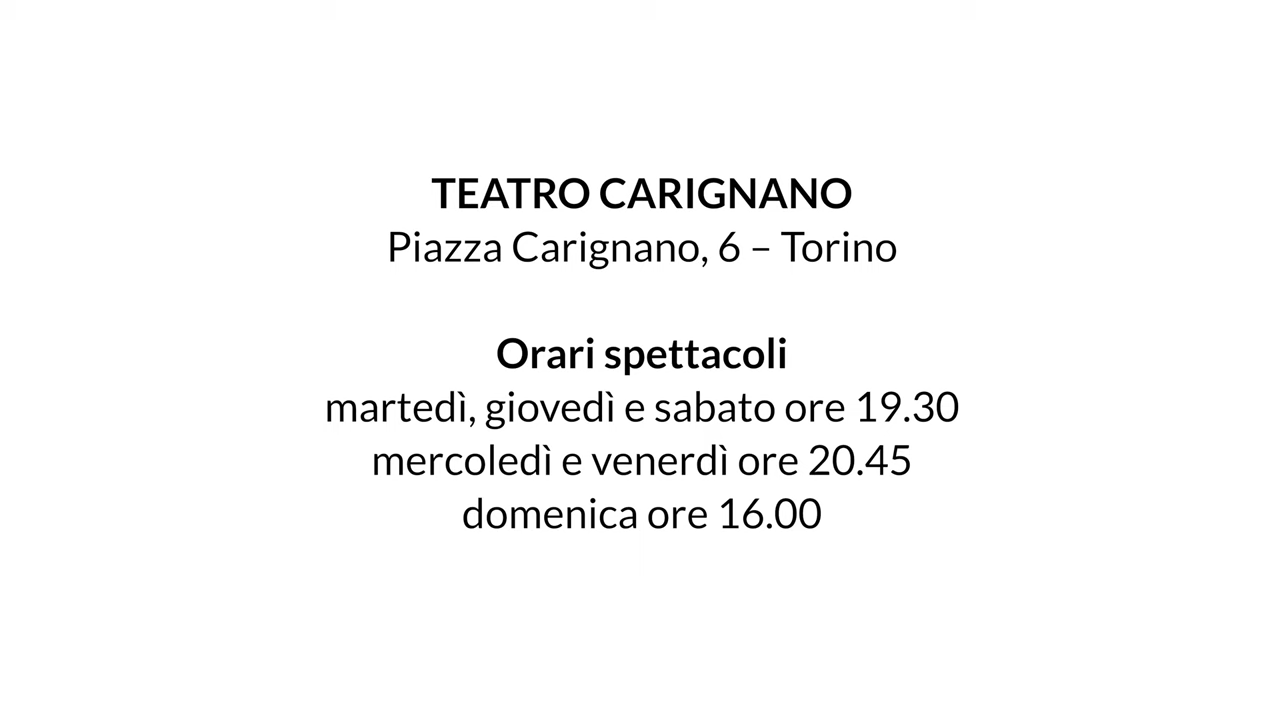 TEATRO CARIGNANO
Piazza Carignano, 6 – Torino
Orari spettacoli
martedì, giovedì e sabato ore 19.30
mercoledì e venerdì ore 20.45
domenica ore 16.00